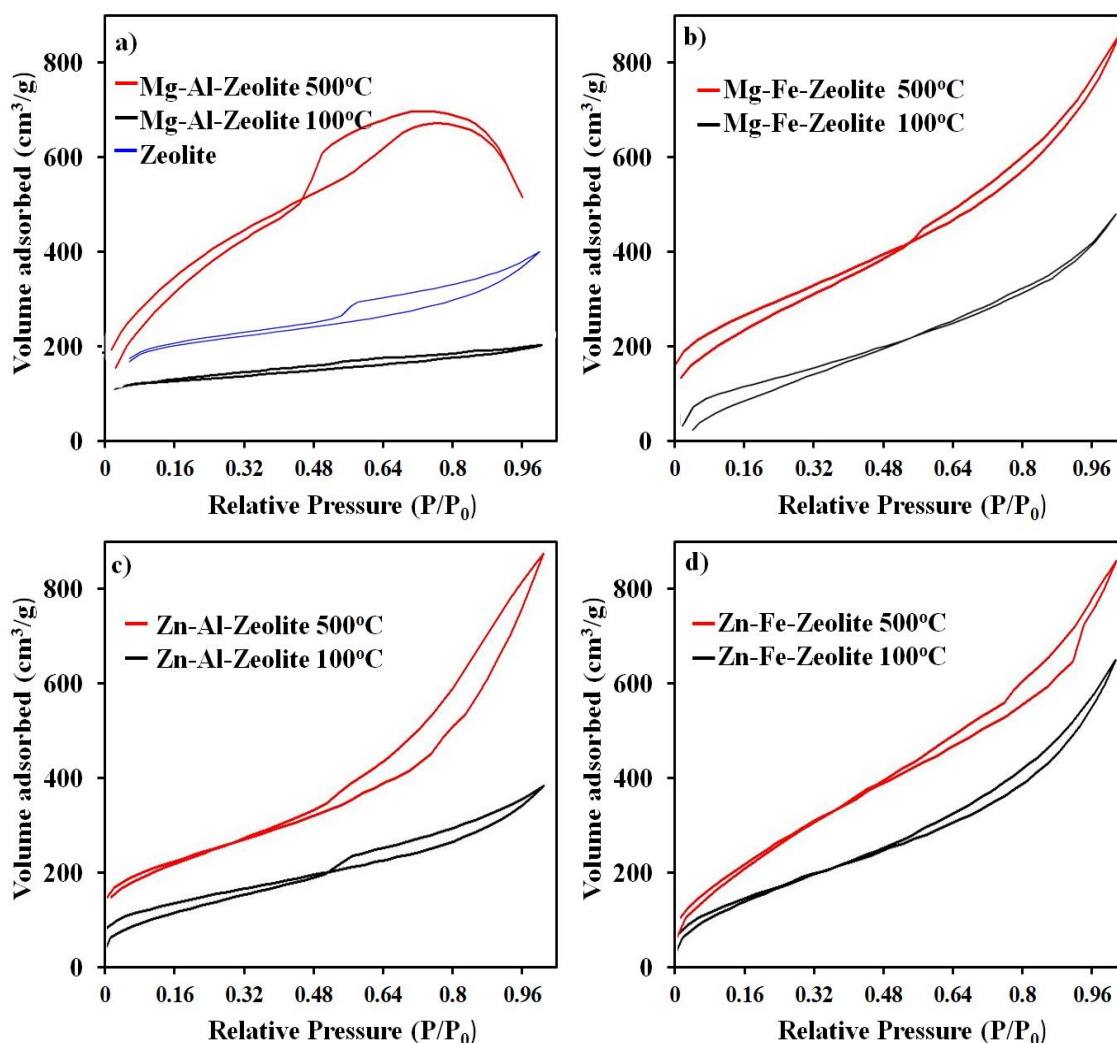 a)
Mg-Al-Zeolite 500°C
Mg-Al-Zeolite 100°C
Zeolite
Volume adsorbed (cm³/g)
800
600
400
200
0
0 0.16 0.32 0.48 0.64 0.8 0.96
Relative Pressure (P/P₀)
b)
Mg-Fe-Zeolite 500°C
Mg-Fe-Zeolite 100°C
Volume adsorbed (cm³/g)
800
600
400
200
0
0 0.16 0.32 0.48 0.64 0.8 0.96
Relative Pressure (P/P₀)
c)
Zn-Al-Zeolite 500°C
Zn-Al-Zeolite 100°C
Volume adsorbed (cm³/g)
800
600
400
200
0
0 0.16 0.32 0.48 0.64 0.8 0.96
Relative Pressure (P/P₀)
d)
Zn-Fe-Zeolite 500°C
Zn-Fe-Zeolite 100°C
Volume adsorbed (cm³/g)
800
600
400
200
0
0 0.16 0.32 0.48 0.64 0.8 0.96
Relative Pressure (P/P₀)